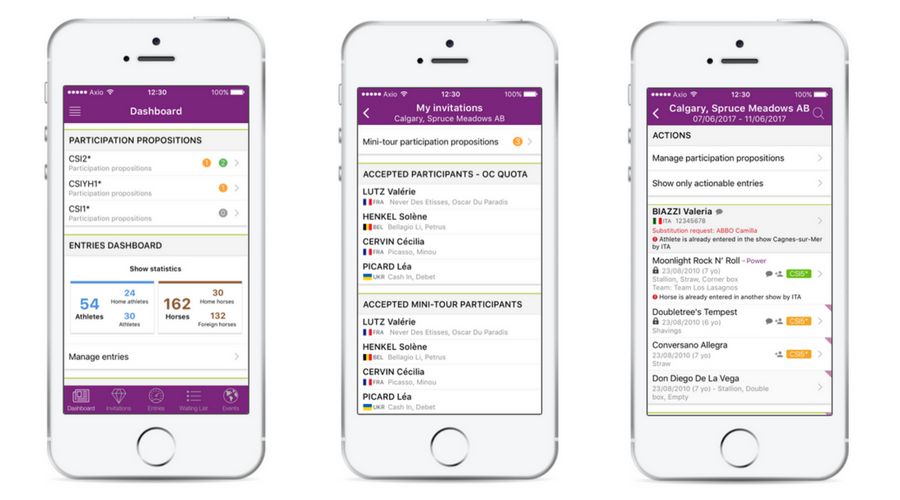 Axio 12:30 100%
Dashboard
PARTICIPATION PROPOSITIONS
CSI2*
Participation propositions
1 2
CSIYH1*
Participation propositions
1
CSI1*
Participation propositions
0
ENTRIES DASHBOARD
Show statistics
54
Athletes
24
Home athletes
30
Athletes
162
Horses
30
Home horses
132
Foreign horses
Manage entries
Dashboard Invitations Entries Waiting List Events
Axio 12:30 100%
My invitations
Calgary, Spruce Meadows AB
Mini-tour participation propositions 3
ACCEPTED PARTICIPANTS - OC QUOTA
LUTZ Valérie
FRA Never Des Etisses, Oscar Du Paradis
HENKEL Solène
BEL Bellagio Li, Petrus
CERVIN Cécilia
FRA Picasso, Minou
PICARD Léa
UKR Cash In, Debet
ACCEPTED MINI-TOUR PARTICIPANTS
LUTZ Valérie
FRA Never Des Etisses, Oscar Du Paradis
HENKEL Solène
BEL Bellagio Li, Petrus
CERVIN Cécilia
FRA Picasso, Minou
PICARD Léa
UKR Cash In, Debet
Axio 12:30 100%
Calgary, Spruce Meadows AB
07/06/2017 - 11/06/2017
ACTIONS
Manage participation propositions
Show only actionable entries
BIAZZI Valeria
ITA 12345678
Substitution request: ABBO Camilla
Athlete is already entered in the show Cagnes-sur-Mer
by ITA
Moonlight Rock N' Roll - Power
23/08/2010 (7 yo) CSI5*
Stallion, Straw, Corner box
Team: Team Los Lasagnos
Horse is already entered in another show by ITA
Doubletree's Tempest
23/08/2010 (6 yo) CSI5*
Shavings
Conversano Allegra
23/08/2010 (7 yo) CSI5*
Straw
Don Diego De La Vega
23/08/2010 (7 yo) - Stallion, Double
box, Empty